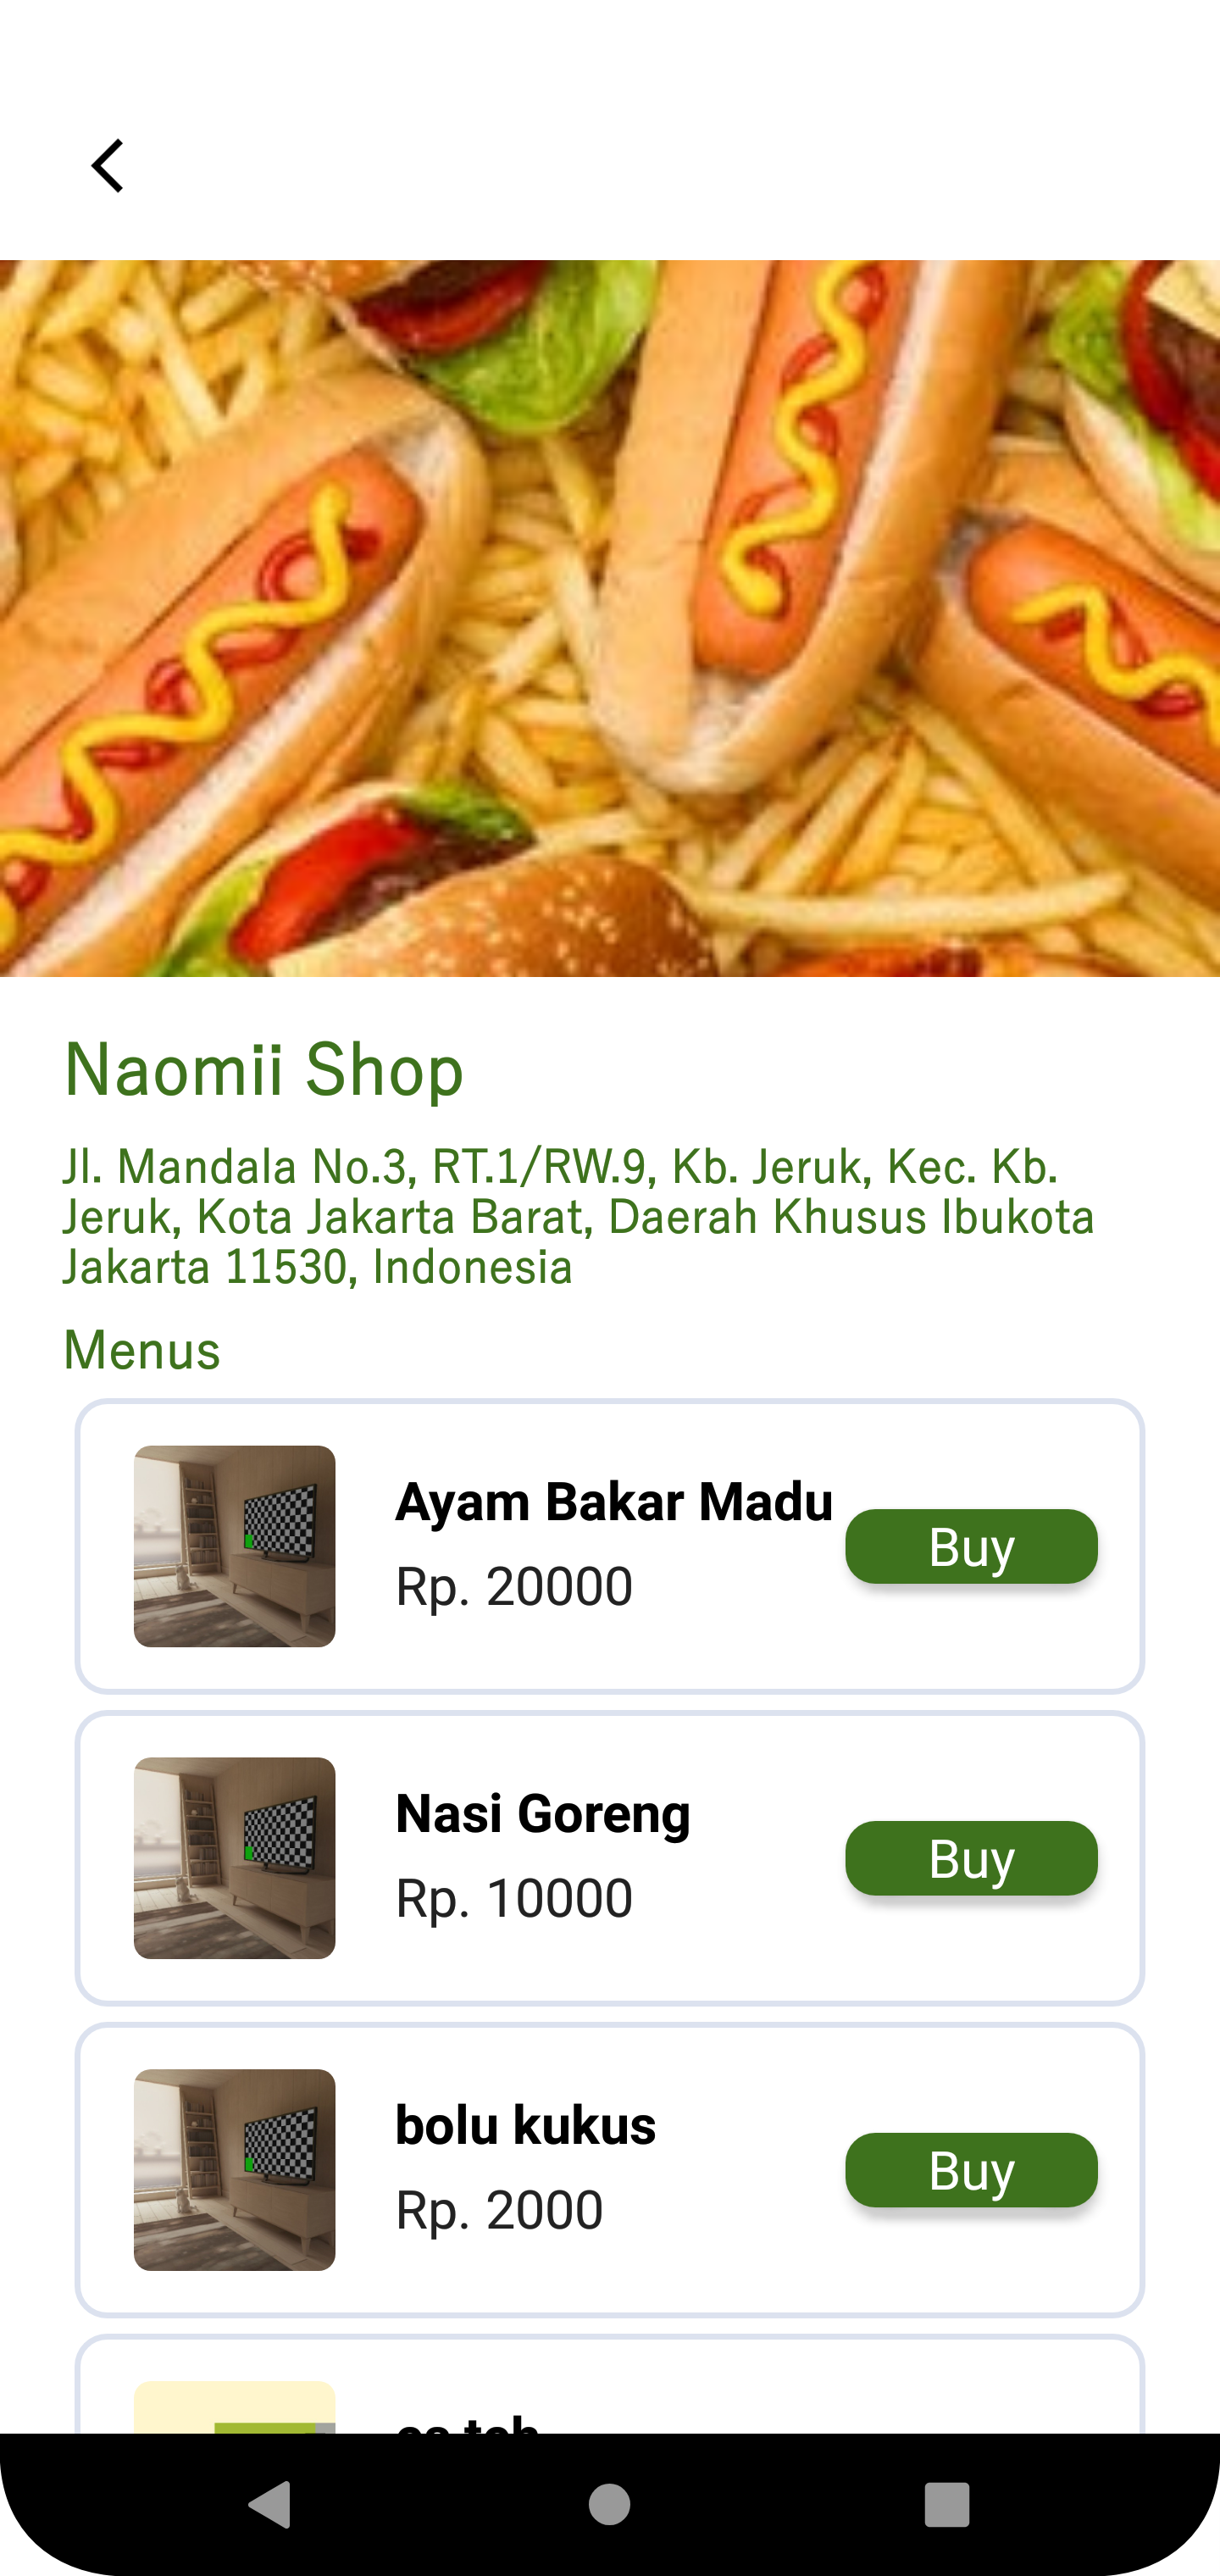 Naomii Shop
Jl. Mandala No.3, RT.1/RW.9, Kb. Jeruk, Kec. Kb.
Jeruk, Kota Jakarta Barat, Daerah Khusus Ibukota
Jakarta 11530, Indonesia
Menus
Ayam Bakar Madu
Rp. 20000
Buy
Nasi Goreng
Rp. 10000
Buy
bolu kukus
Rp. 2000
Buy